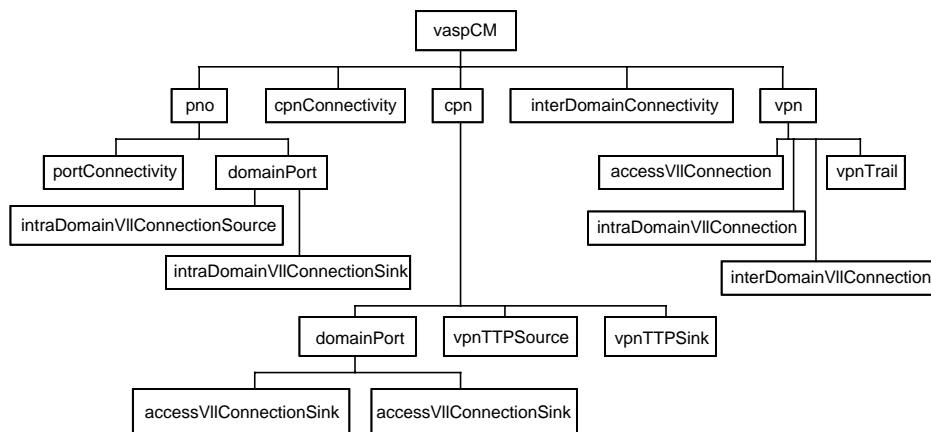 vaspCM
pno
cpnConnectivity
cpn
interDomainConnectivity
vpn
portConnectivity
domainPort
accessVllConnection
vpnTrail
intraDomainVllConnectionSource
intraDomainVllConnection
intraDomainVllConnectionSink
interDomainVllConnection
domainPort
vpnTTPSource
vpnTTPSink
accessVllConnectionSink
accessVllConnectionSink